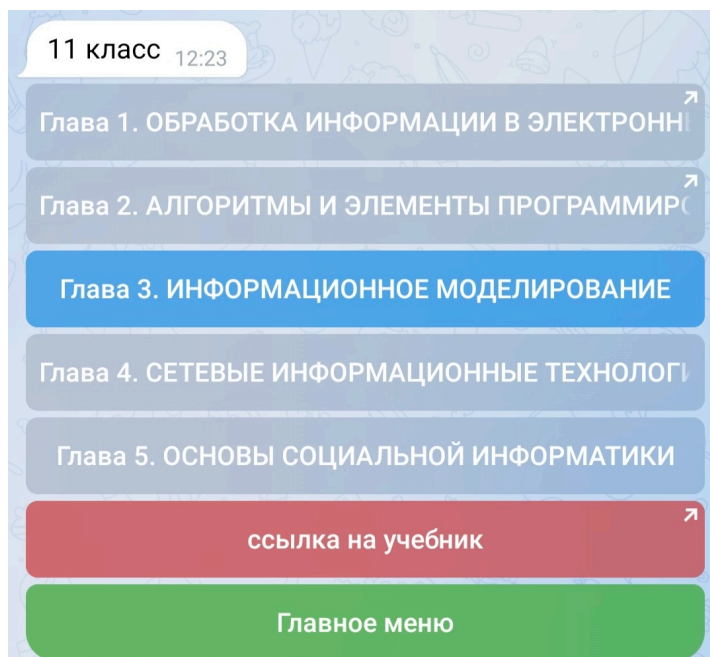 11 класс 12:23
Глава 1. ОБРАБОТКА ИНФОРМАЦИИ В ЭЛЕКТРОНН
Глава 2. АЛГОРИТМЫ И ЭЛЕМЕНТЫ ПРОГРАММИР
Глава 3. ИНФОРМАЦИОННОЕ МОДЕЛИРОВАНИЕ
Глава 4. СЕТЕВЫЕ ИНФОРМАЦИОННЫЕ ТЕХНОЛОГ
Глава 5. ОСНОВЫ СОЦИАЛЬНОЙ ИНФОРМАТИКИ
ссылка на учебник
Главное меню